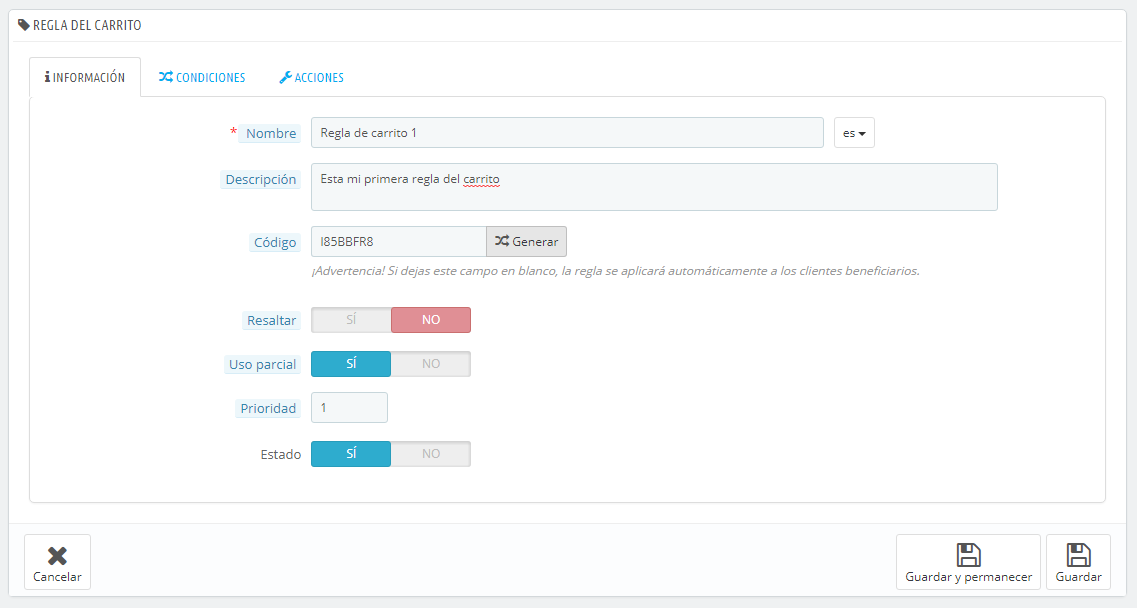 REGLA DEL CARRITO
INFORMACIÓN CONDICIONES ACCIONES
* Nombre Regla de carrito 1 es
Descripción Esta mi primera regla del carrito
Código I85BBFR8 Generar
¡Advertencia! Si dejas este campo en blanco, la regla se aplicará automáticamente a los clientes beneficiarios.
Resaltar SÍ NO
Uso parcial SÍ NO
Prioridad 1
Estado SÍ NO
Cancelar Guardar y permanecer Guardar